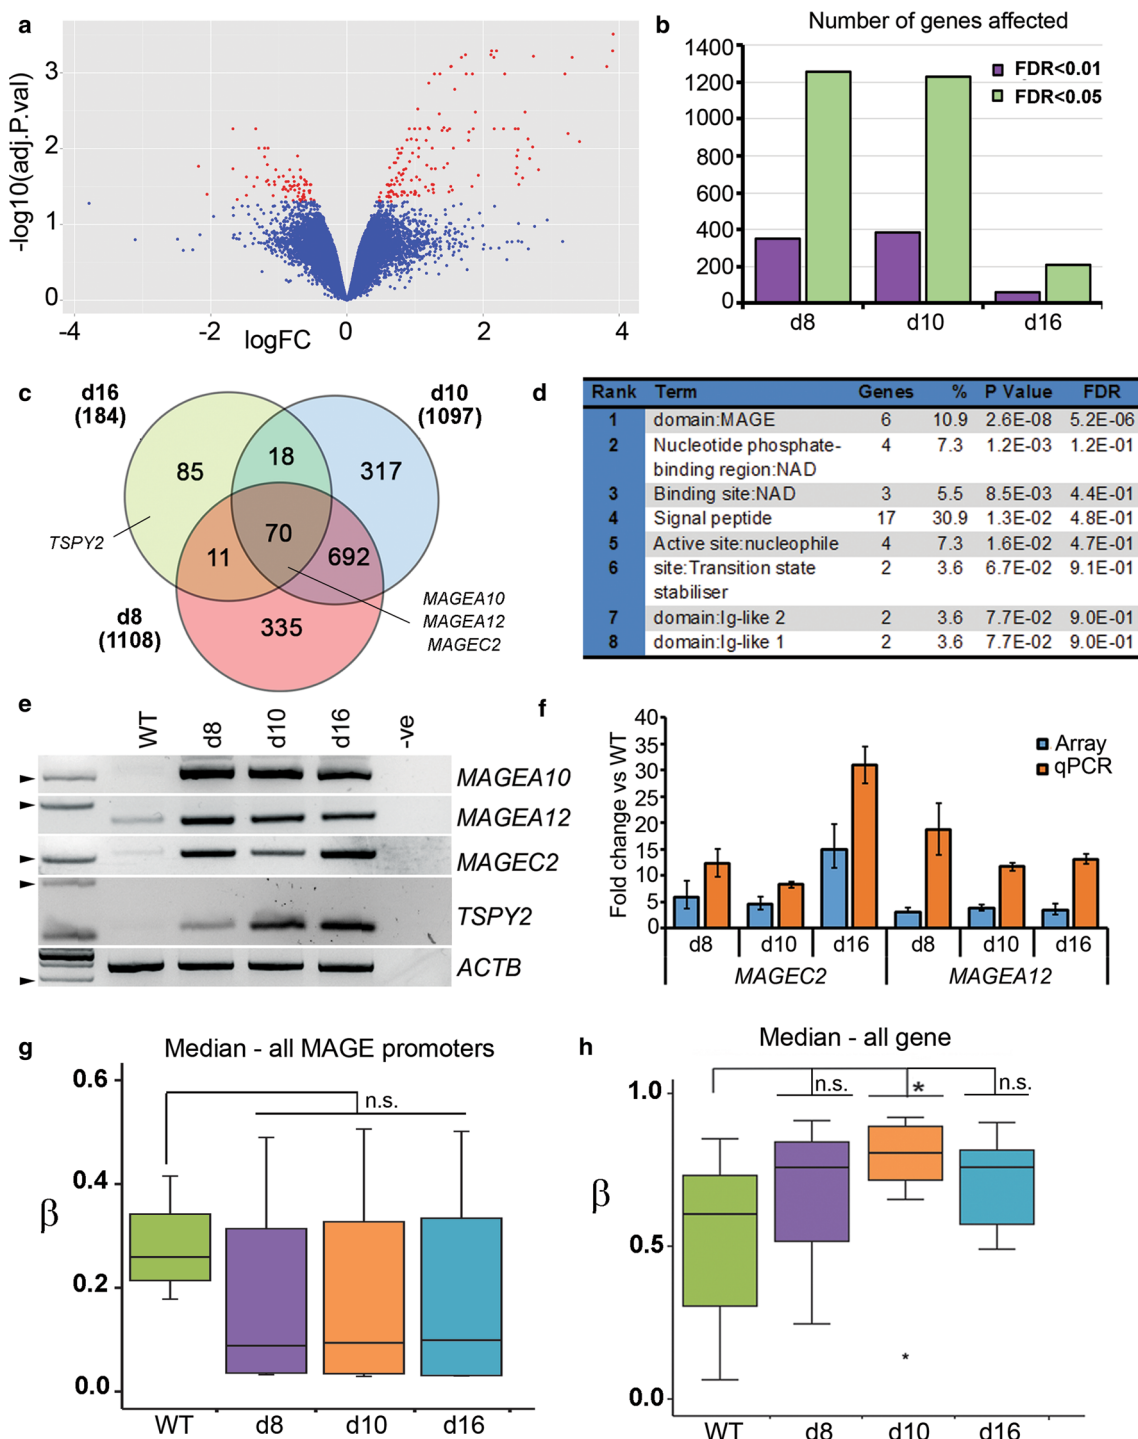 a
-log10(adj.P.val)
3
2
1
0
-4
-2
0
2
4
logFC
b
Number of genes affected
1400
1200
1000
800
600
400
200
0
FDR<0.01
FDR<0.05
d8
d10
d16
c
d16
(184)
d10
(1097)
85
18
317
70
11
692
335
TSPY2
d8
(1108)
MAGEA10
MAGEA12
MAGEC2
d
Rank Term Genes % P Value FDR
1 domain:MAGE 6 10.9 2.6E-08 5.2E-06
2 Nucleotide phosphate- 4 7.3 1.2E-03 1.2E-01
binding region:NAD
3 Binding site:NAD 3 5.5 8.5E-03 4.4E-01
4 Signal peptide 17 30.9 1.3E-02 4.8E-01
5 Active site:nucleophile 4 7.3 1.6E-02 4.7E-01
6 site:Transition state 2 3.6 6.7E-02 9.1E-01
stabiliser
7 domain:Ig-like 2 2 3.6 7.7E-02 9.0E-01
8 domain:Ig-like 1 2 3.6 7.7E-02 9.0E-01
e
WT d8 d10 d16 -ve
MAGEA10
MAGEA12
MAGEC2
TSPY2
ACTB
f
Fold change vs WT
40
35
30
25
20
15
10
5
0
Array
qPCR
d8 d10 d16 d8 d10 d16
MAGEC2 MAGEA12
g
Median - all MAGE promoters
0.6
0.4
0.2
0.0
β
n.s.
WT d8 d10 d16
h
Median - all gene
1.0
0.5
0.0
β
n.s. * n.s.
*
WT d8 d10 d16